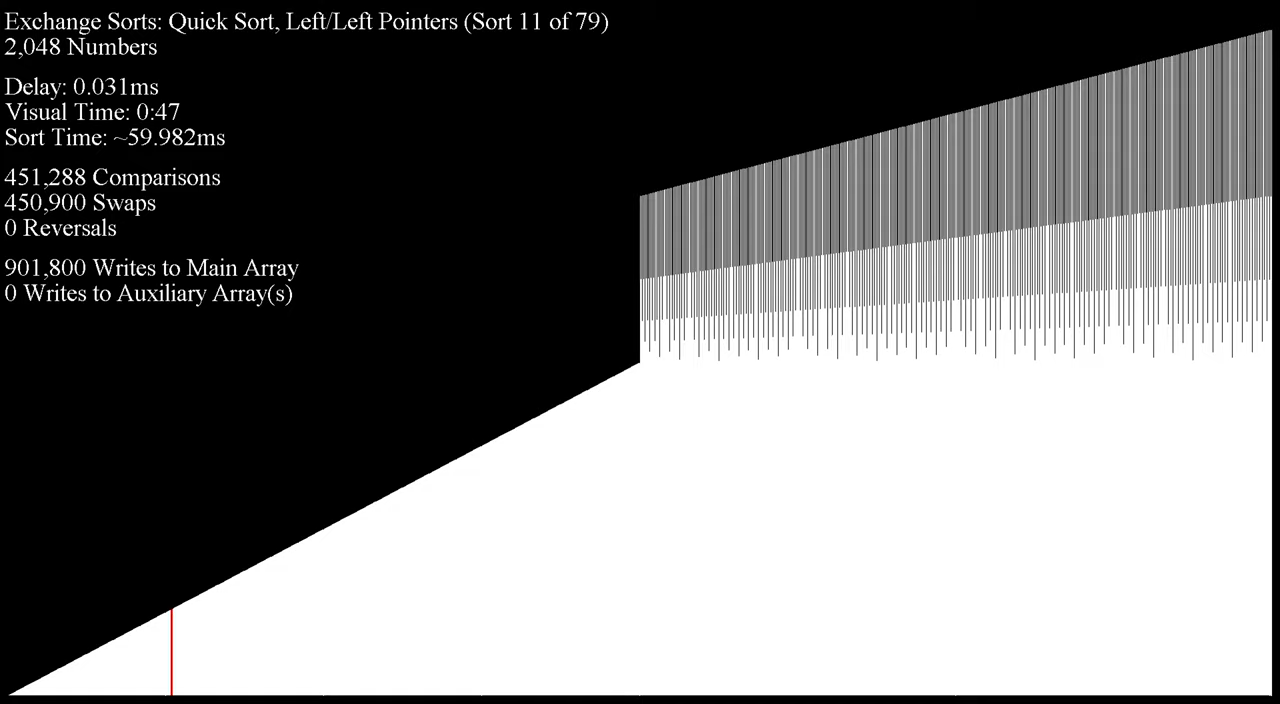 Exchange Sorts: Quick Sort, Left/Left Pointers (Sort 11 of 79)
2,048 Numbers
Delay: 0.031ms
Visual Time: 0:47
Sort Time: ~59.982ms
451,288 Comparisons
450,900 Swaps
0 Reversals
901,800 Writes to Main Array
0 Writes to Auxiliary Array(s)